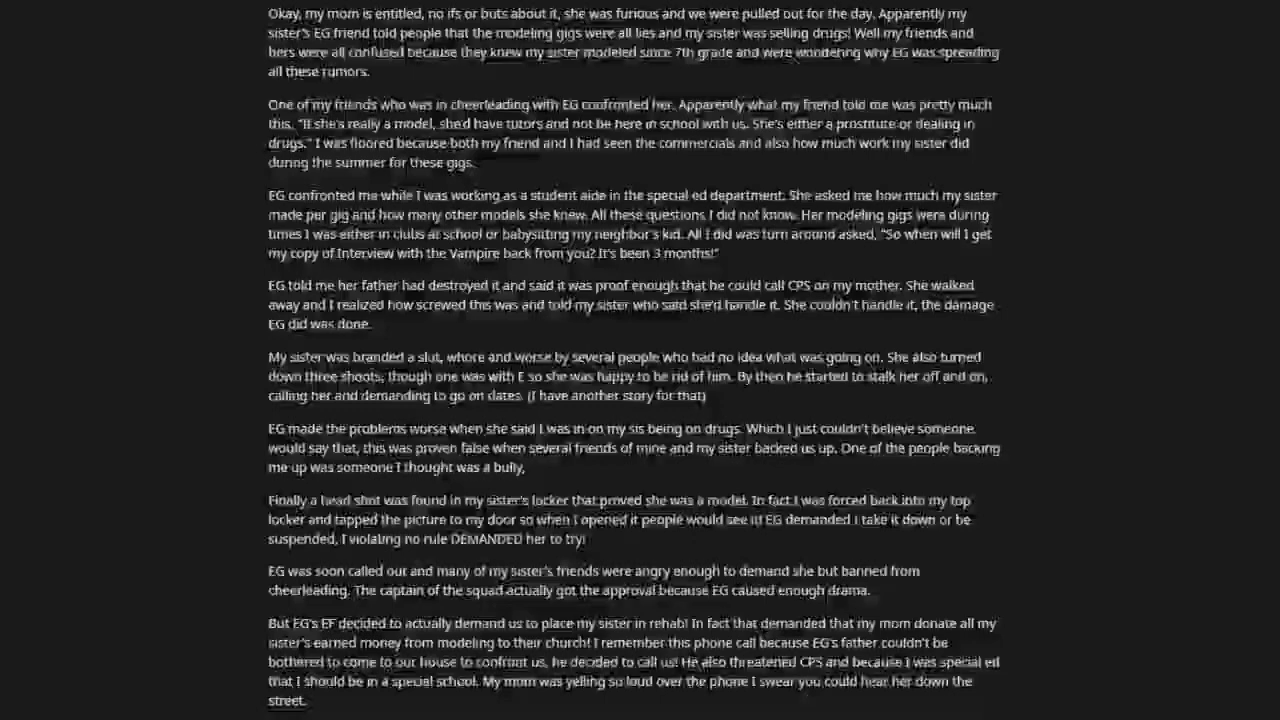 Okay, my mom is entitled, no ifs or buts about it, she was furious and we were pulled out for the day. Apparently my
sister's EG friend told people that the modeling gigs were all lies and my sister was selling drugs! Well my friends and
hers were all confused because they knew my sister modeled since 7th grade and were wondering why EG was spreading
all these rumors.
One of my friends who was in cheerleading with EG confronted her. Apparently what my friend told me was pretty much
this. "If she's really a model, she'd have tutors and not be here in school with us. She's either a prostitute or dealing in
drugs." I was floored because both my friend and I had seen the commercials and also how much work my sister did
during the summer for these gigs.
EG confronted me while I was working as a student aide in the special ed department. She asked me how much my sister
made per gig and how many other models she knew. All these questions I did not know. Her modeling gigs were during
times I was either in clubs at school or babysitting my neighbor's kid. All I did was turn around asked, "So when will I get
my copy of Interview with the Vampire back from you? It's been 3 months!"
EG told me her father had destroyed it and said it was proof enough that he could call CPS on my mother. She walked
away and I realized how screwed this was and told my sister who said she'd handle it. She couldn't handle it, the damage
EG did was done.
My sister was branded a slut, whore and worse by several people who had no idea what was going on. She also turned
down three shoots, though one was with E so she was happy to be rid of him. By then he started to stalk her off and on,
calling her and demanding to go on dates. (I have another story for that)
EG made the problems worse when she said I was in on my sis being on drugs. Which I just couldn't believe someone
would say that, this was proven false when several friends of mine and my sister backed us up. One of the people backing
me up was someone I thought was a bully,
Finally a head shot was found in my sister's locker that proved she was a model. In fact I was forced back into my top
locker and tapped the picture to my door so when I opened it people would see it! EG demanded I take it down or be
suspended, I violating no rule DEMANDED her to try!
EG was soon called out and many of my sister's friends were angry enough to demand she but banned from
cheerleading. The captain of the squad actually got the approval because EG caused enough drama.
But EG's EF decided to actually demand us to place my sister in rehab! In fact that demanded that my mom donate all my
sister's earned money from modeling to their church! I remember this phone call because EG's father couldn't be
bothered to come to our house to confront us, he decided to call us! He also threatened CPS and because I was special ed
that I should be in a special school. My mom was yelling so loud over the phone I swear you could hear her down the
street.